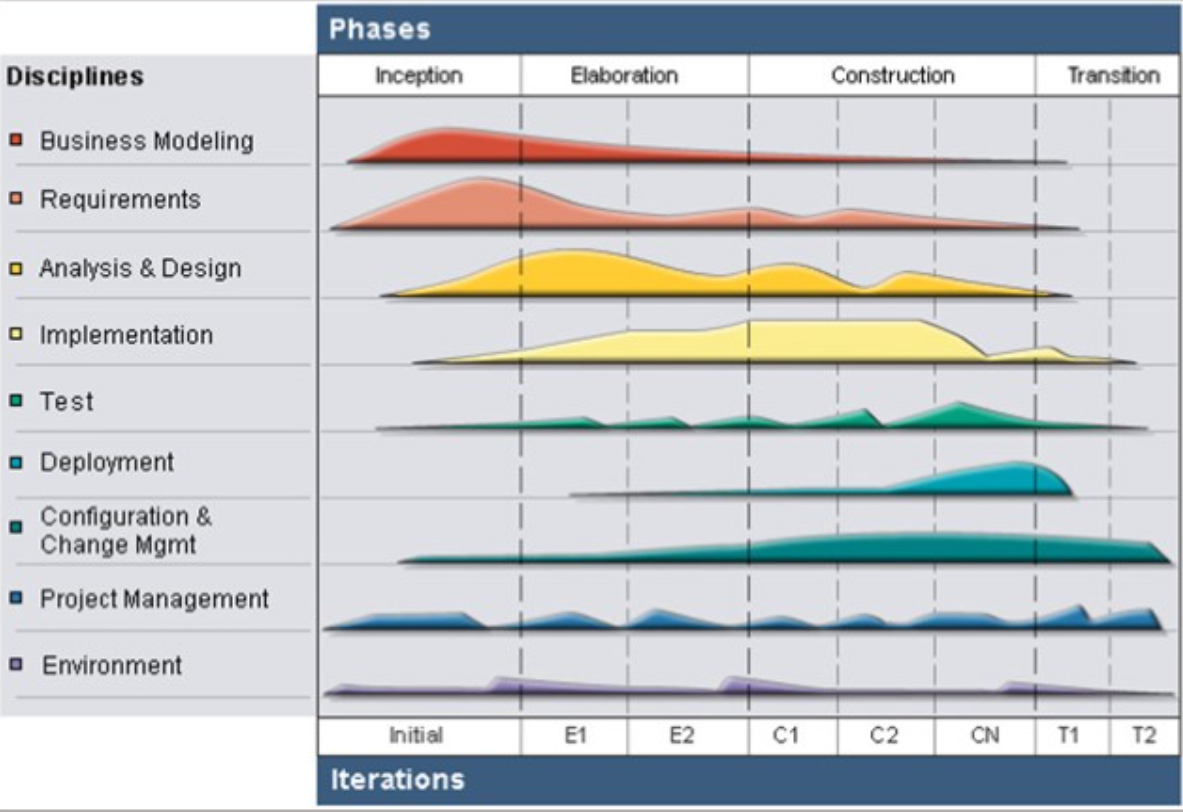 Phases
Disciplines
Inception
Elaboration
Construction
Transition
Business Modeling
Requirements
Analysis & Design
Implementation
Test
Deployment
Configuration &
Change Mgmt
Project Management
Environment
Initial
E1
E2
C1
C2
CN
T1
T2
Iterations